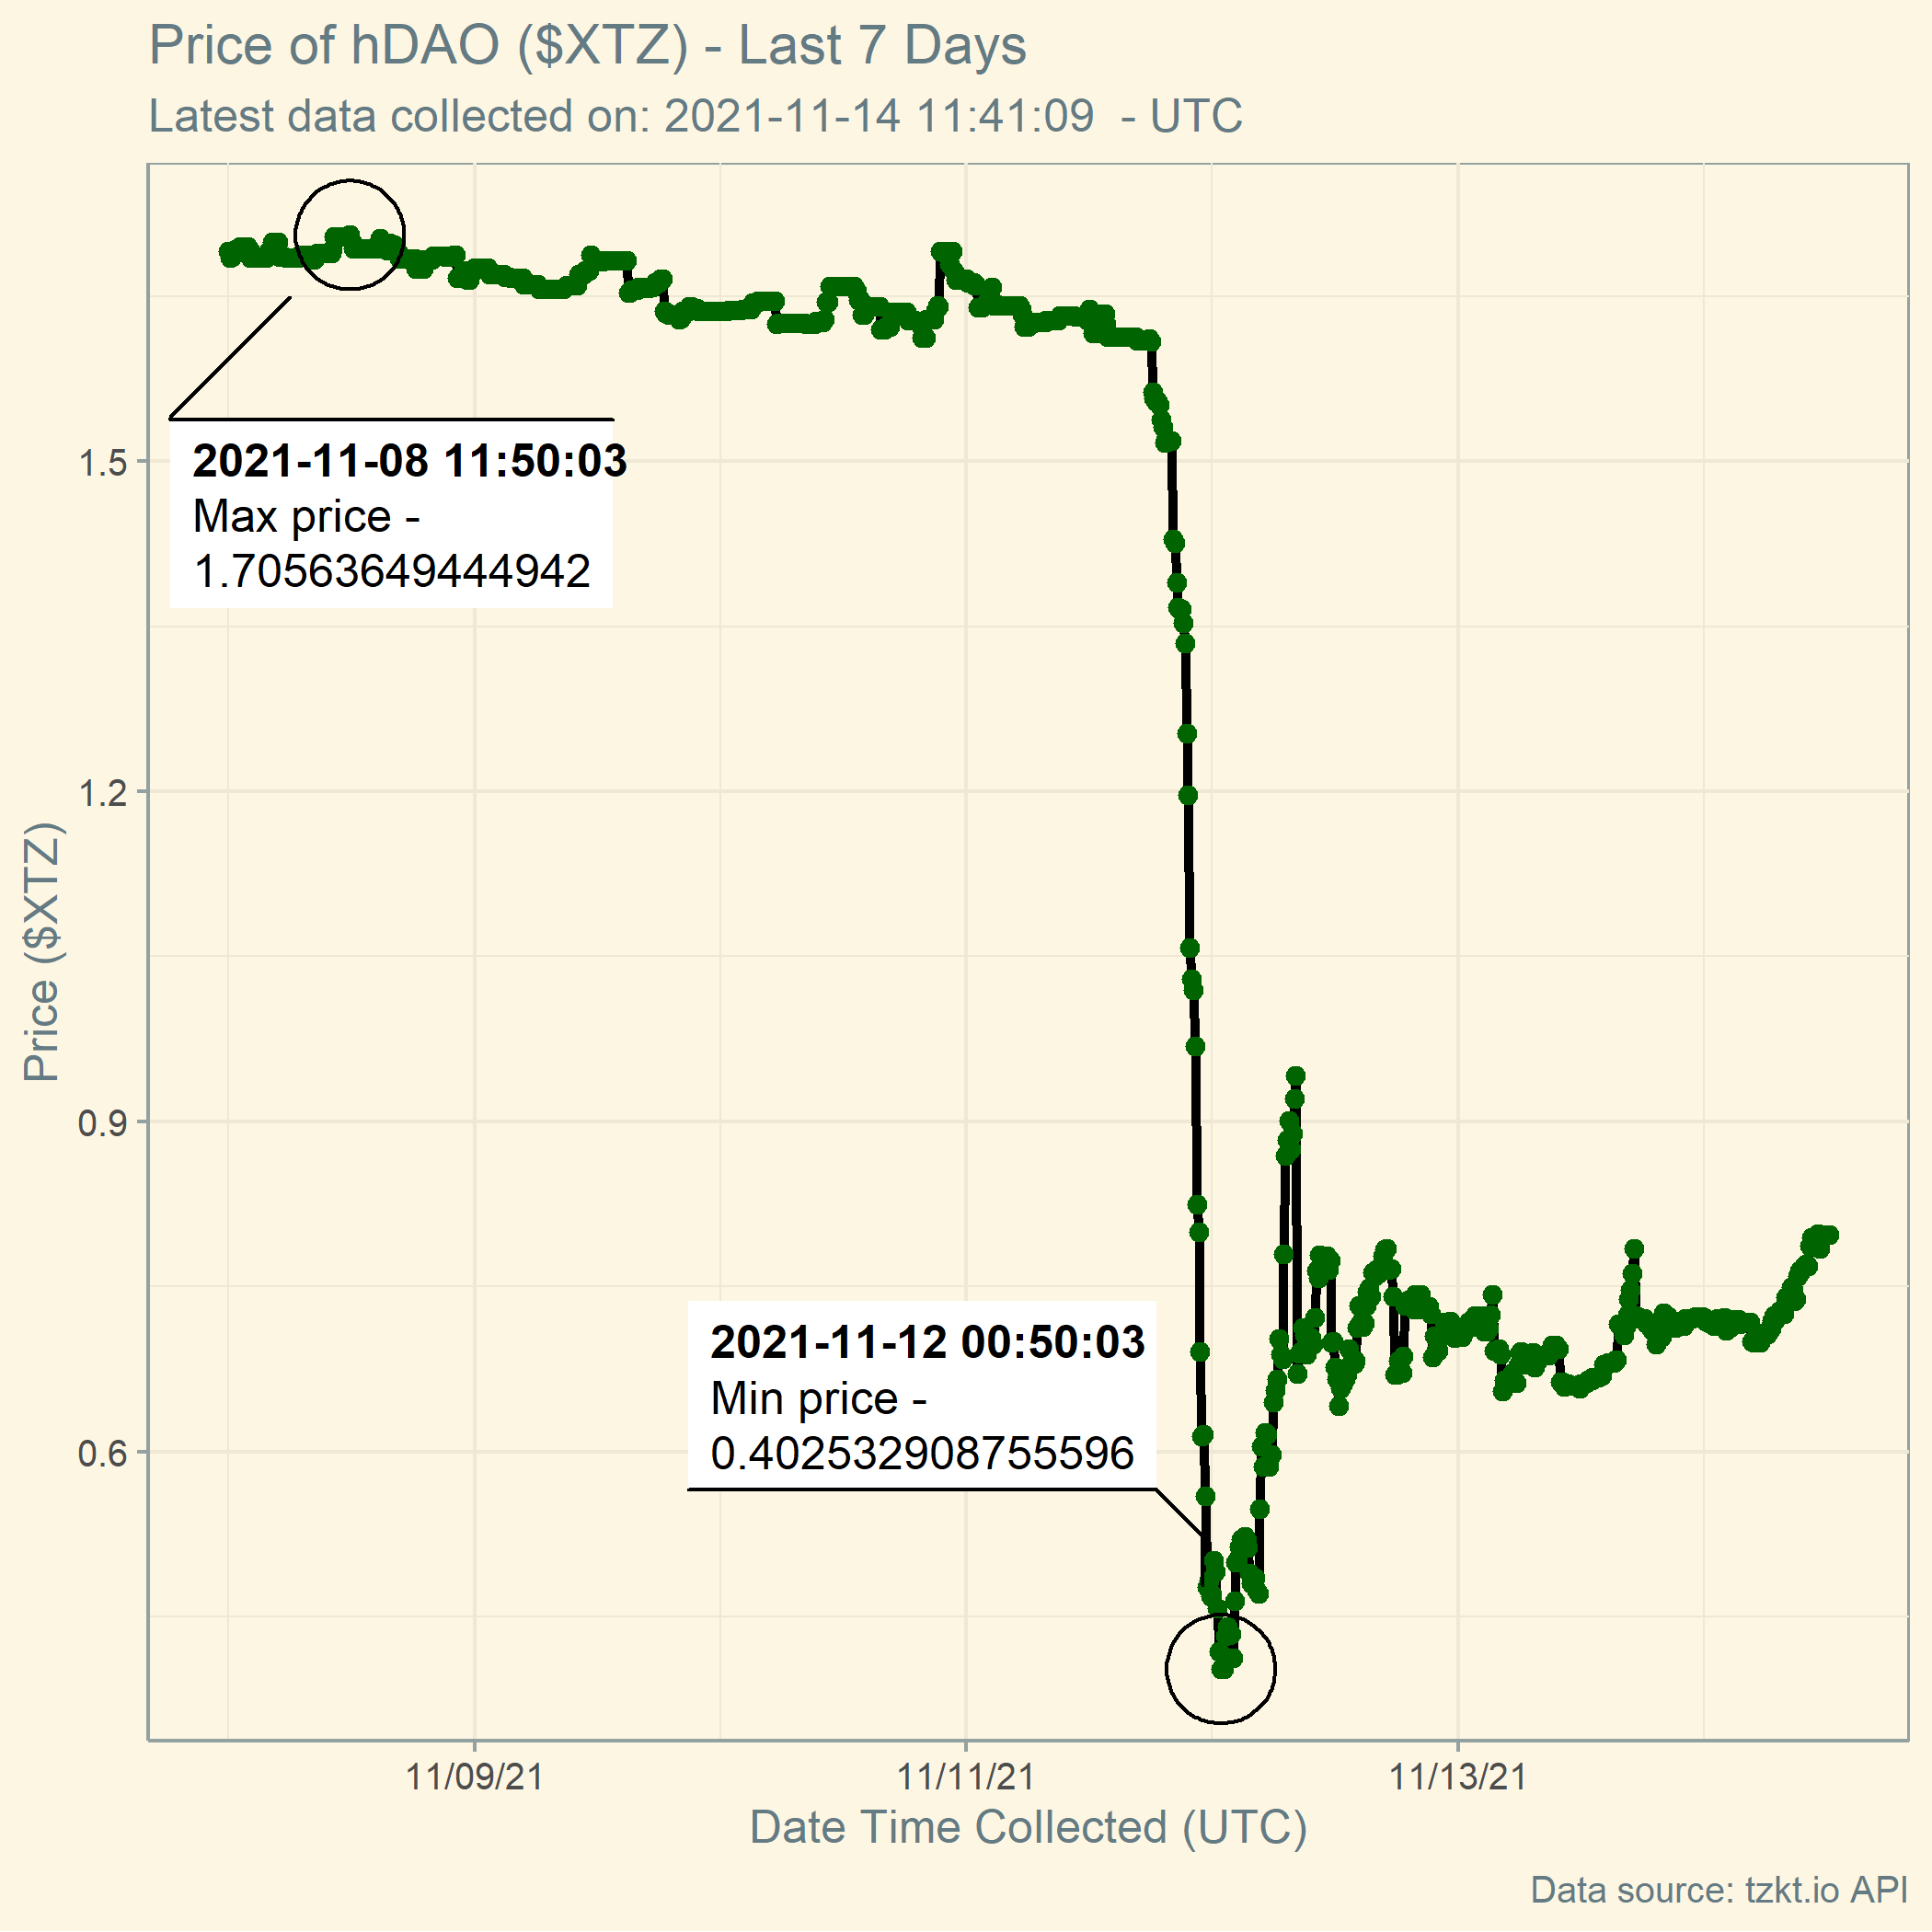 Price of hDAO ($XTZ) - Last 7 Days
Latest data collected on: 2021-11-14 11:41:09  - UTC
2021-11-08 11:50:03
Max price -
1.70563649444942
1.5
1.2
0.9
0.6
Price ($XTZ)
2021-11-12 00:50:03
Min price -
0.402532908755596
11/09/21
11/11/21
11/13/21
Date Time Collected (UTC)
Data source: tzkt.io API